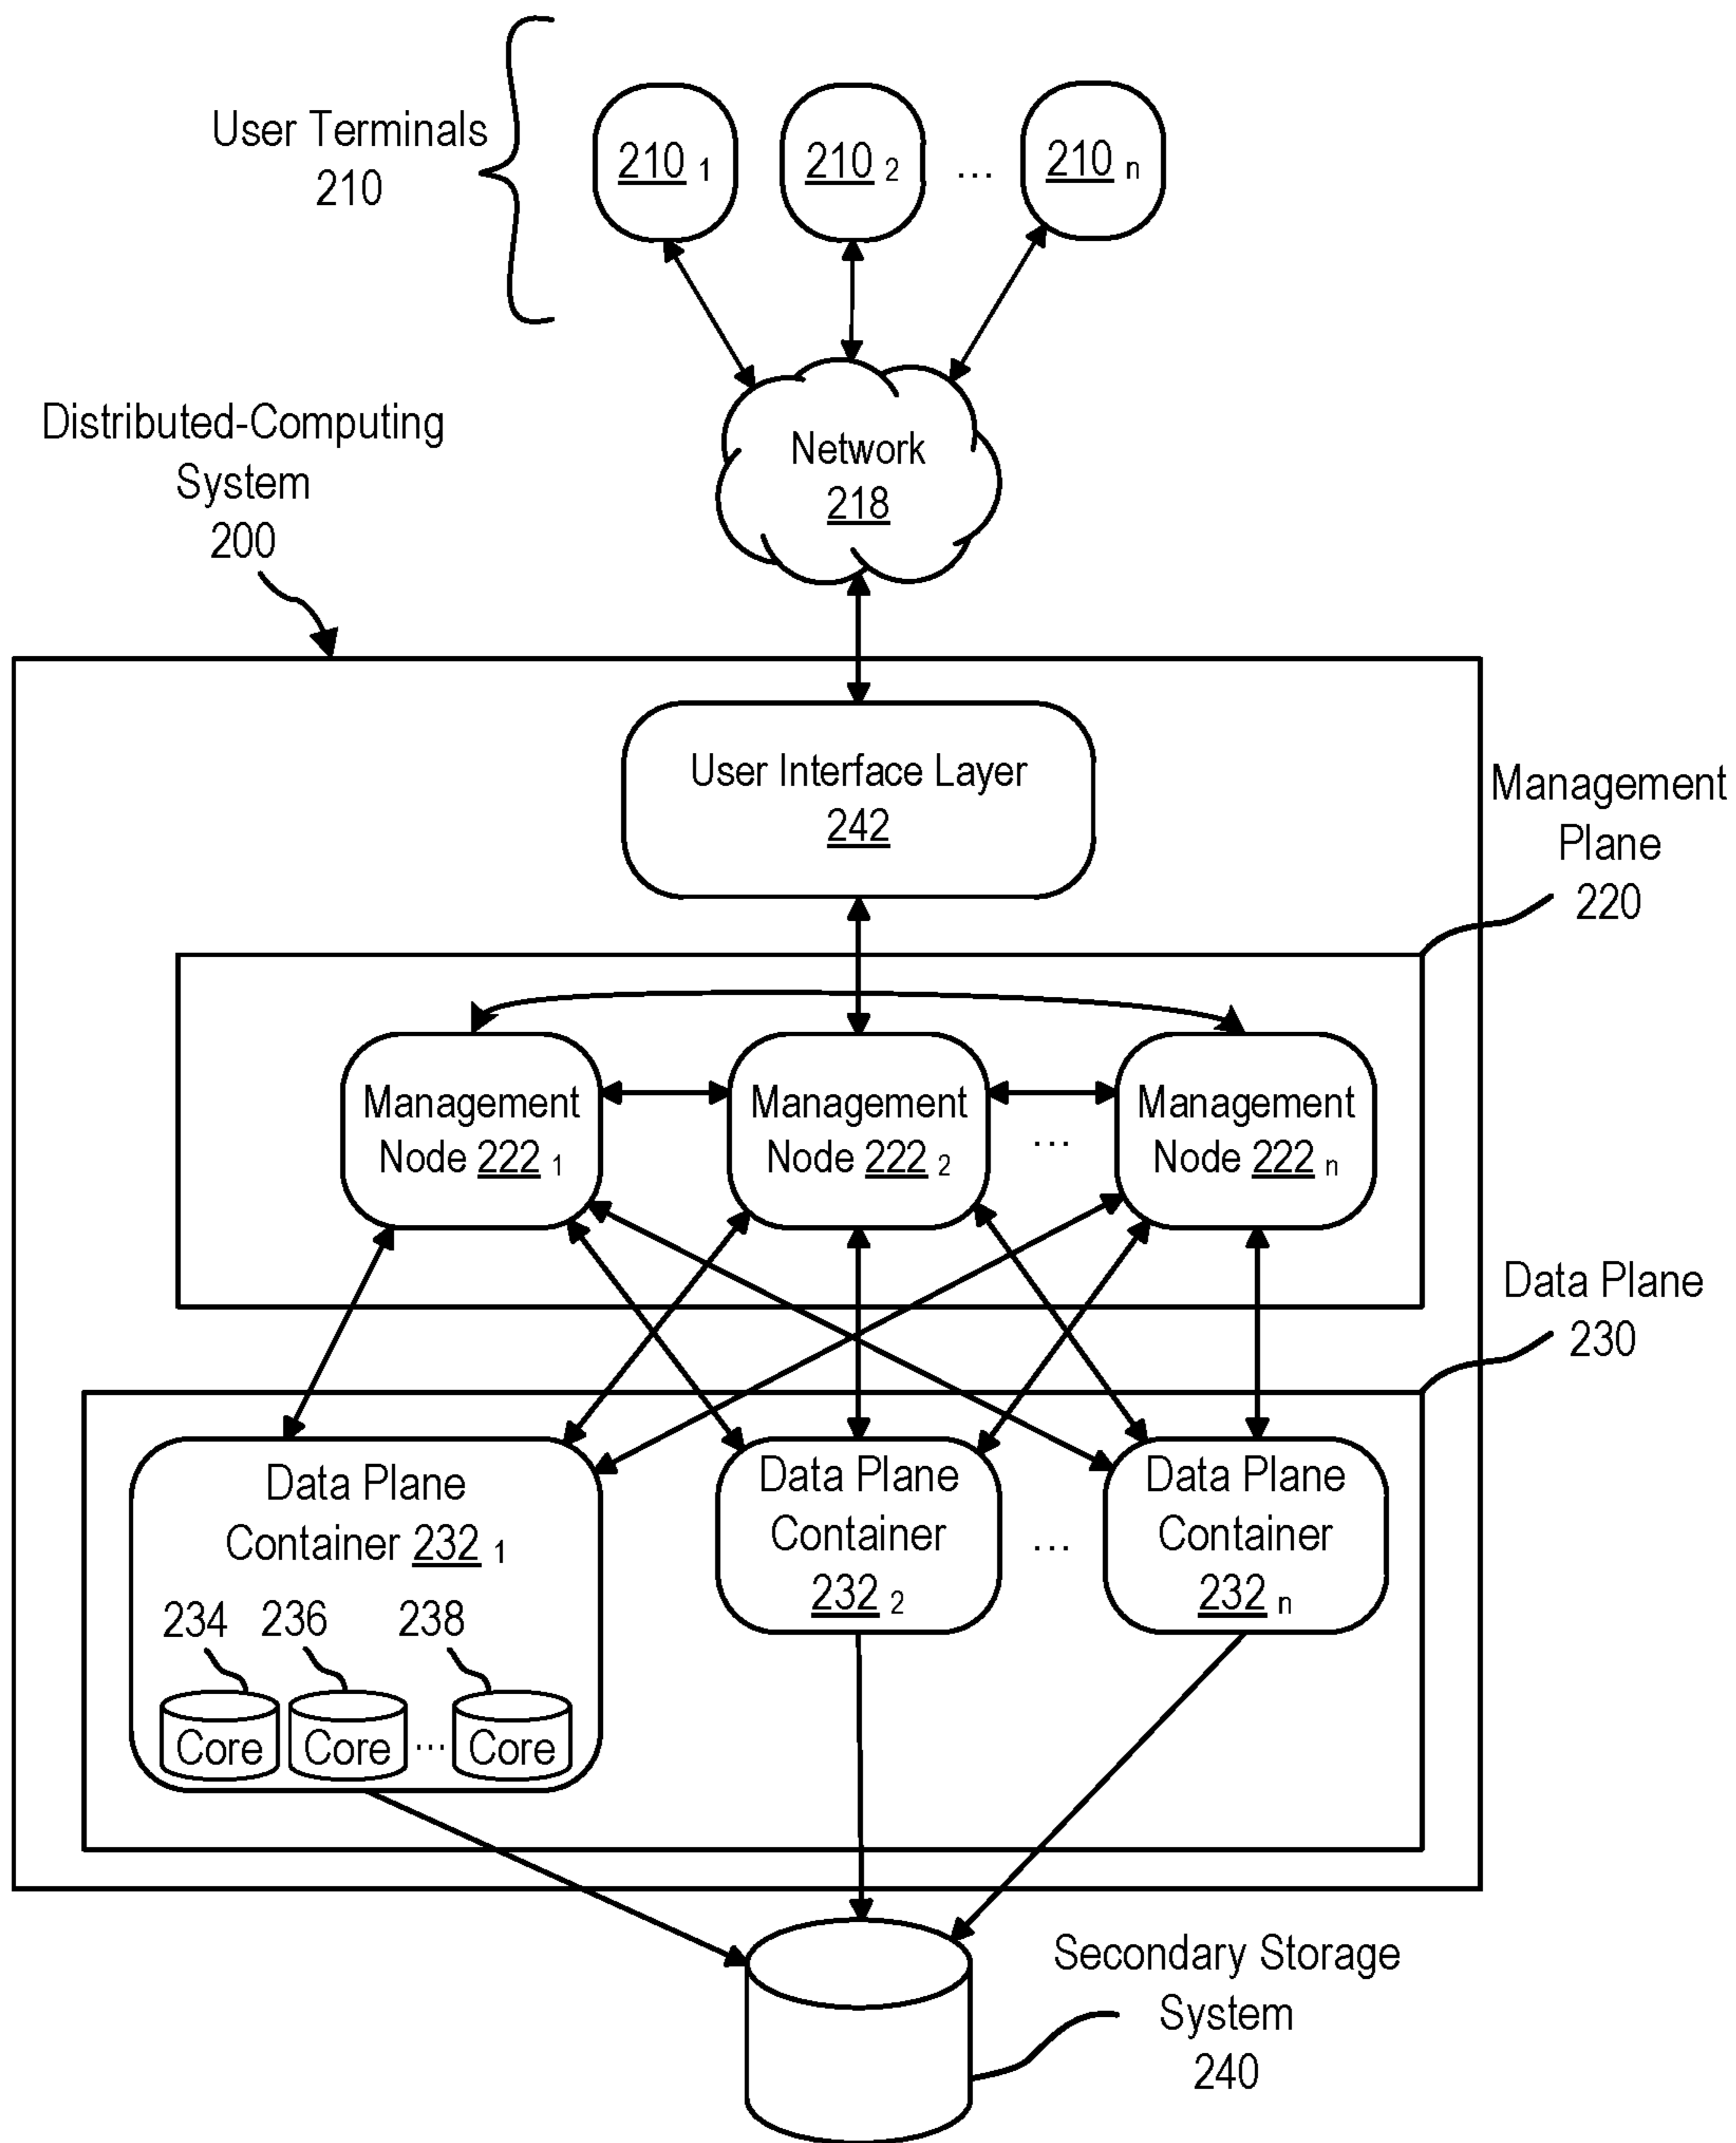 User Terminals
210
210 1
210 2
...
210 n
Distributed-Computing
System
200
Network
218
User Interface Layer
242
Management
Plane
220
Management
Node 222 1
Management
Node 222 2
...
Management
Node 222 n
Data Plane
230
Data Plane
Container 232 1
234
236
238
Core
Core
...
Core
Data Plane
Container
232 2
...
Data Plane
Container
232 n
Secondary Storage
System
240